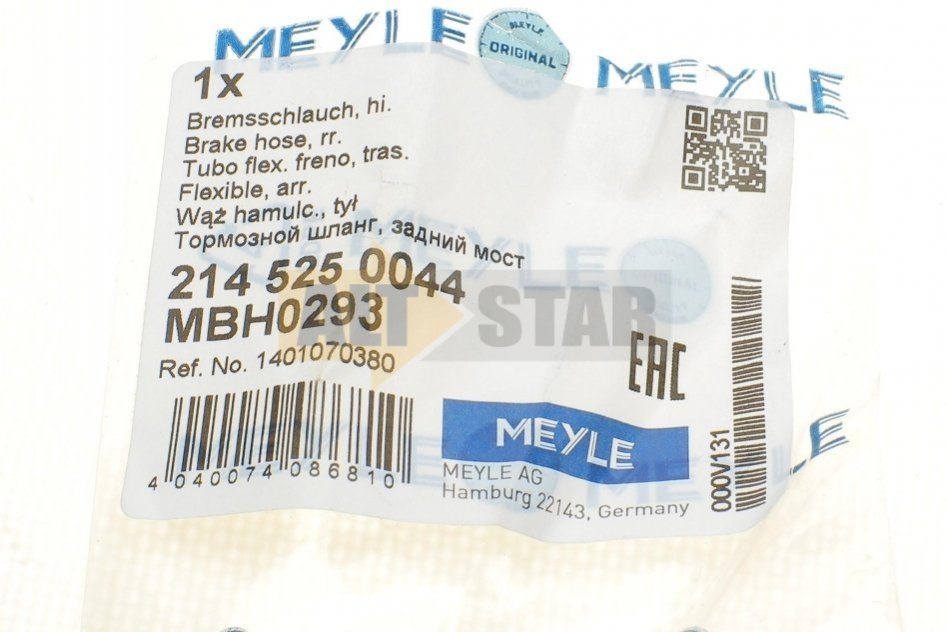 MEYLE
MEYLE
ORIGINAL
MEYLE
1x
Bremsschlauch, hi.
Brake hose, rr.
Tubo flex. freno, tras.
Flexible, arr.
Wąż hamulc., tył
Тормозной шланг, задний мост
214 525 0044
MBH0293
Ref. No. 1401070380
MEYLE
ALT STAR
EAC
4 040074 086810
MEYLE
MEYLE AG
Hamburg 22143, Germany
000V131
MEYLE